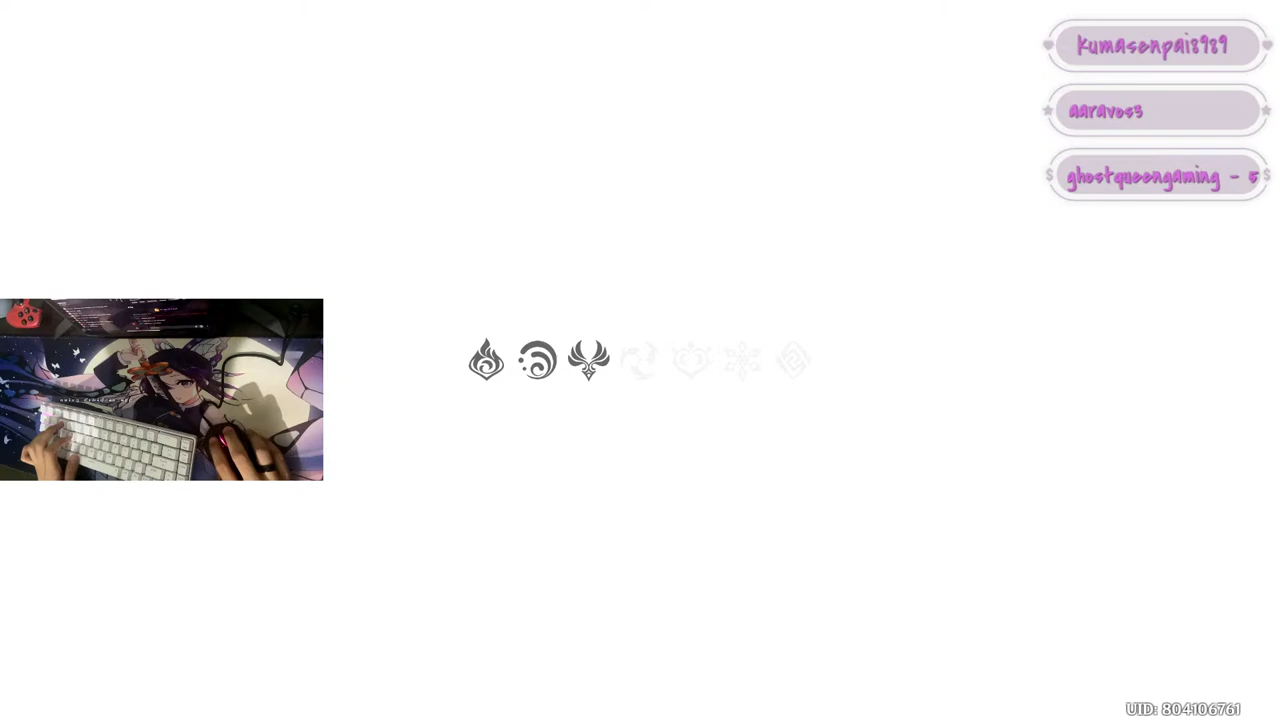 kumasenpai8989
aaravos3
ghostqueengaming - 5
UID: 804106761